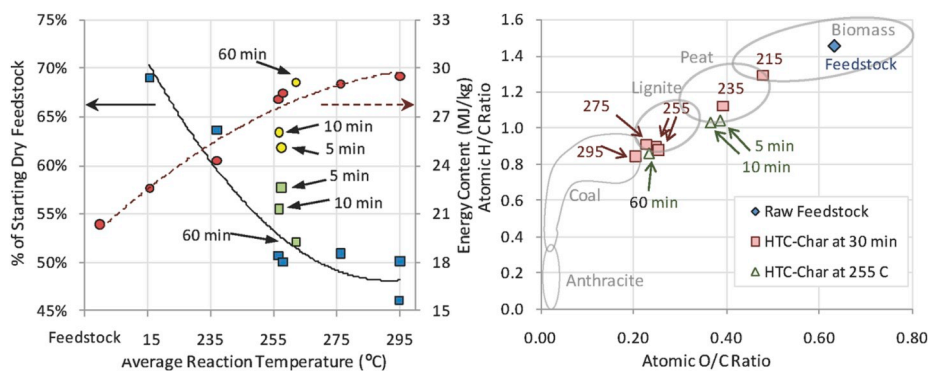 75%
70%
65%
60%
55%
50%
45%
% of Starting Dry Feedstock
60 min
10 min
5 min
5 min
10 min
60 min
33
30
27
24
21
18
15
Energy Content (MJ/kg)
Feedstock
15
235
255
275
295
Average Reaction Temperature (°C)
1.6
1.4
1.2
1.0
0.8
0.6
0.4
0.2
0.0
Atomic H/C Ratio
Biomass
Feedstock
Peat
215
Lignite
235
275
255
5 min
10 min
295
60 min
Coal
Anthracite
Raw Feedstock
HTC-Char at 30 min
HTC-Char at 255 C
0.00
0.20
0.40
0.60
0.80
Atomic O/C Ratio